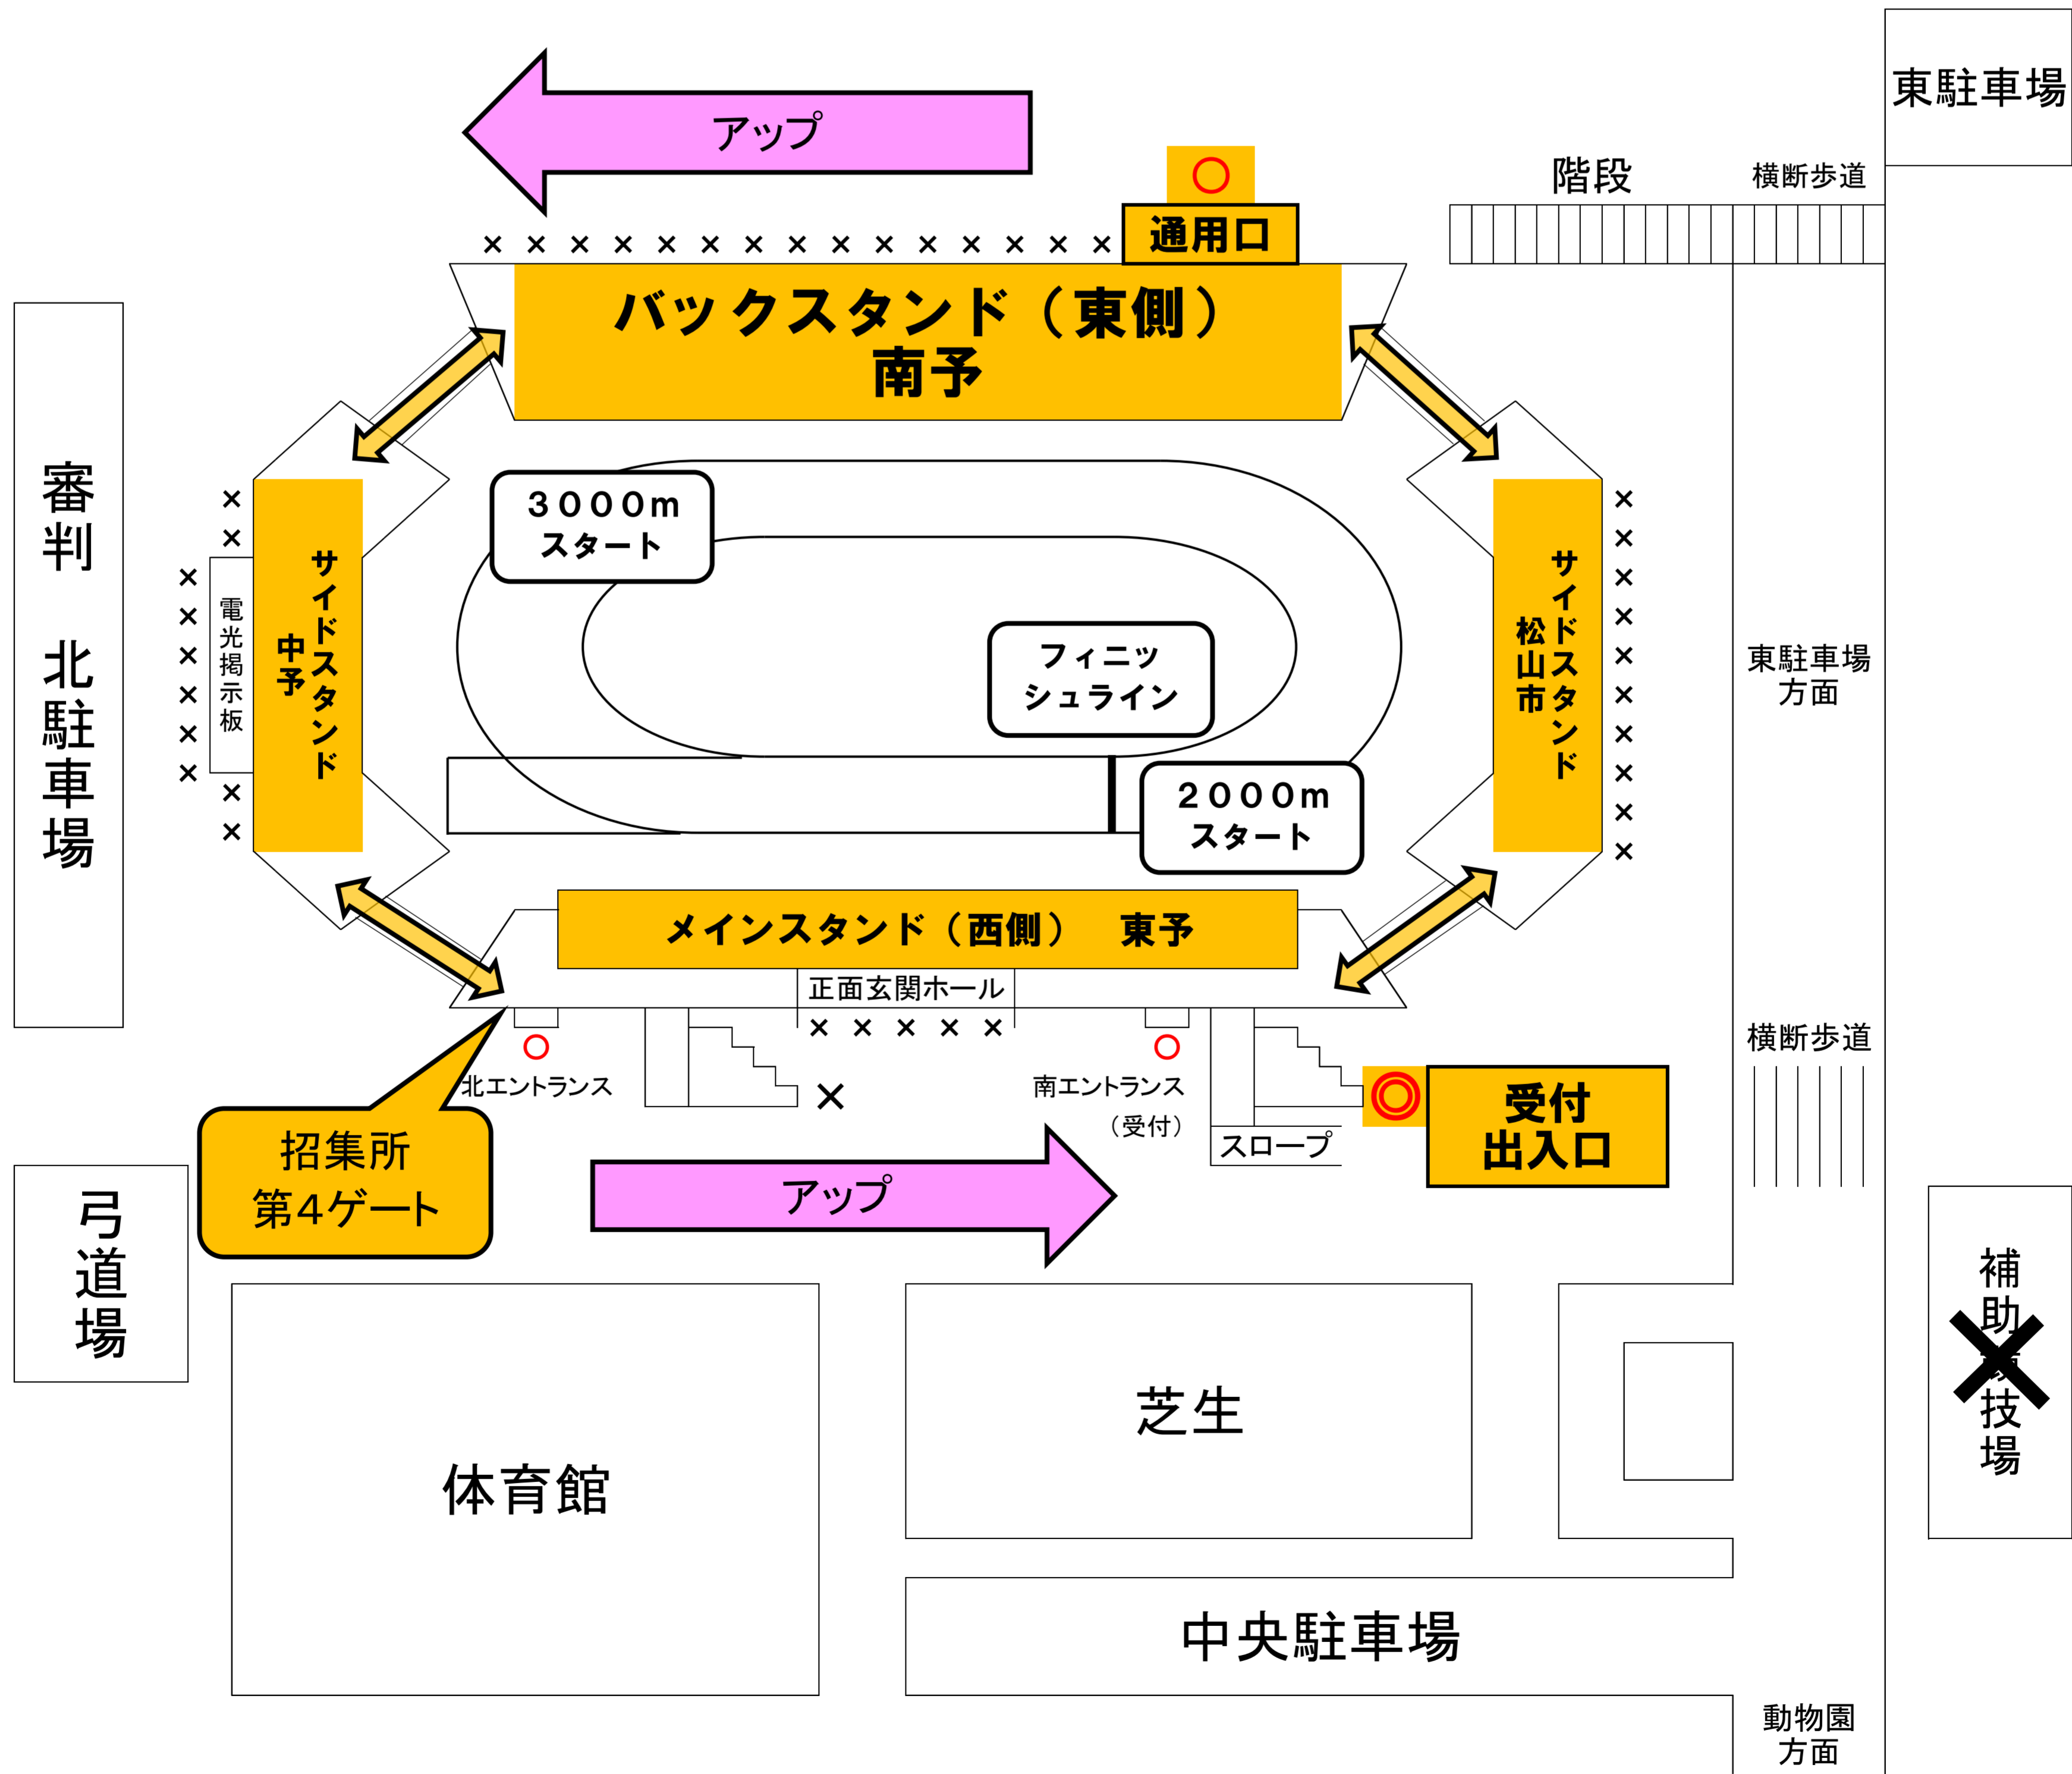 東駐車場
アップ
階段
横断歩道
通用口
バックスタンド（東側）
南予
審判　北駐車場
３０００ｍ
スタート
サイドスタンド
中予
電光掲示板
フィニッ
シュライン
サイドスタンド
松山市
東駐車場
方面
２０００ｍ
スタート
メインスタンド（西側）　東予
正面玄関ホール
北エントランス
南エントランス
（受付）
スロープ
受付
出入口
横断歩道
招集所
第４ゲート
アップ
弓道場
体育館
芝生
補助競技場
中央駐車場
動物園
方面